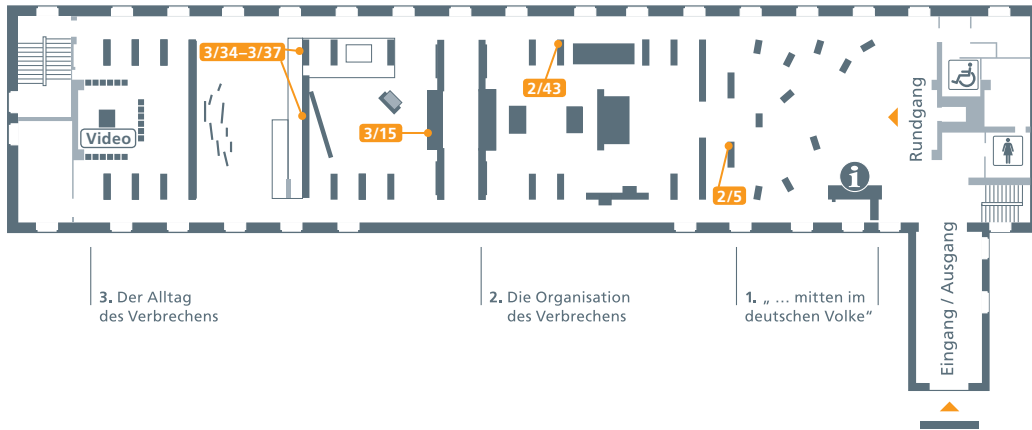 3/34–3/37
2/43
Video
3/15
2/5
i
Rundgang
3. Der Alltag
des Verbrechens
2. Die Organisation
des Verbrechens
1. „ … mitten im
deutschen Volke“
Eingang / Ausgang